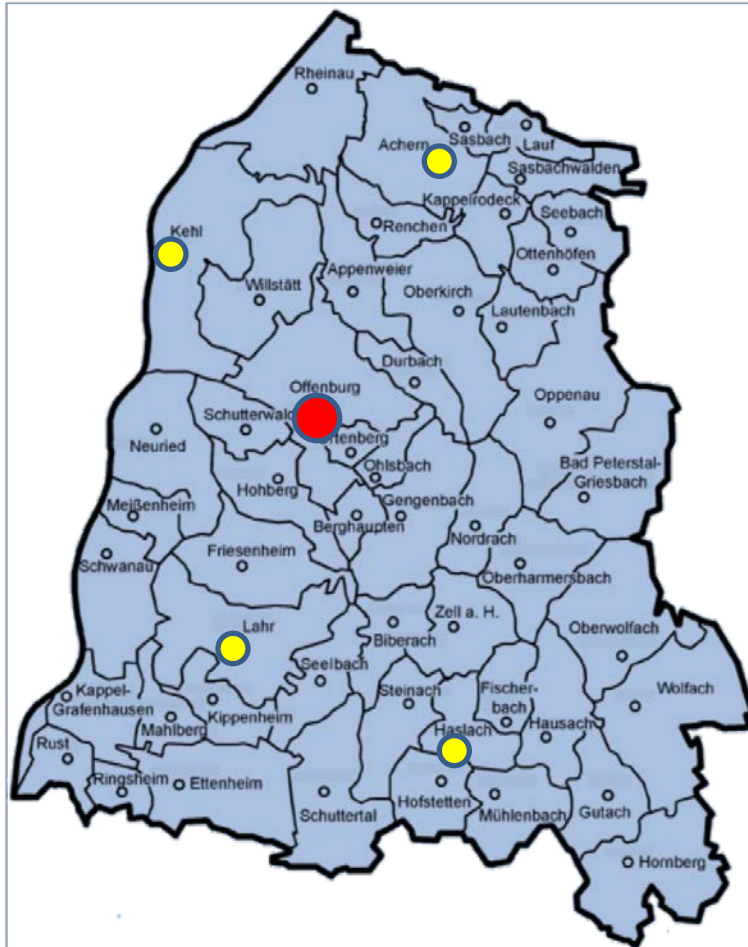 Rheinau
Sasbach
Lauf
Achern
Sasbachwalden
Kappelrodeck
Seebach
Renchen
Kehl
Ottenhöfen
Appenweier
Willstätt
Oberkirch
Lautenbach
Durbach
Offenburg
Oppenau
Schutterwald
Neuried
Ortenberg
Ohlsbach
Bad Peterstal-
Griesbach
Hohberg
Gengenbach
Meißenheim
Berghaupten
Nordrach
Friesenheim
Schwanau
Oberharmersbach
Lahr
Zell a. H.
Biberach
Oberwolfach
Seelbach
Kappel-
Grafenhausen
Steinach
Fischer-
bach
Wolfach
Kippenheim
Mahlberg
Haslach
Hausach
Rust
Ringsheim
Ettenheim
Schuttertal
Hofstetten
Mühlenbach
Gutach
Hornberg